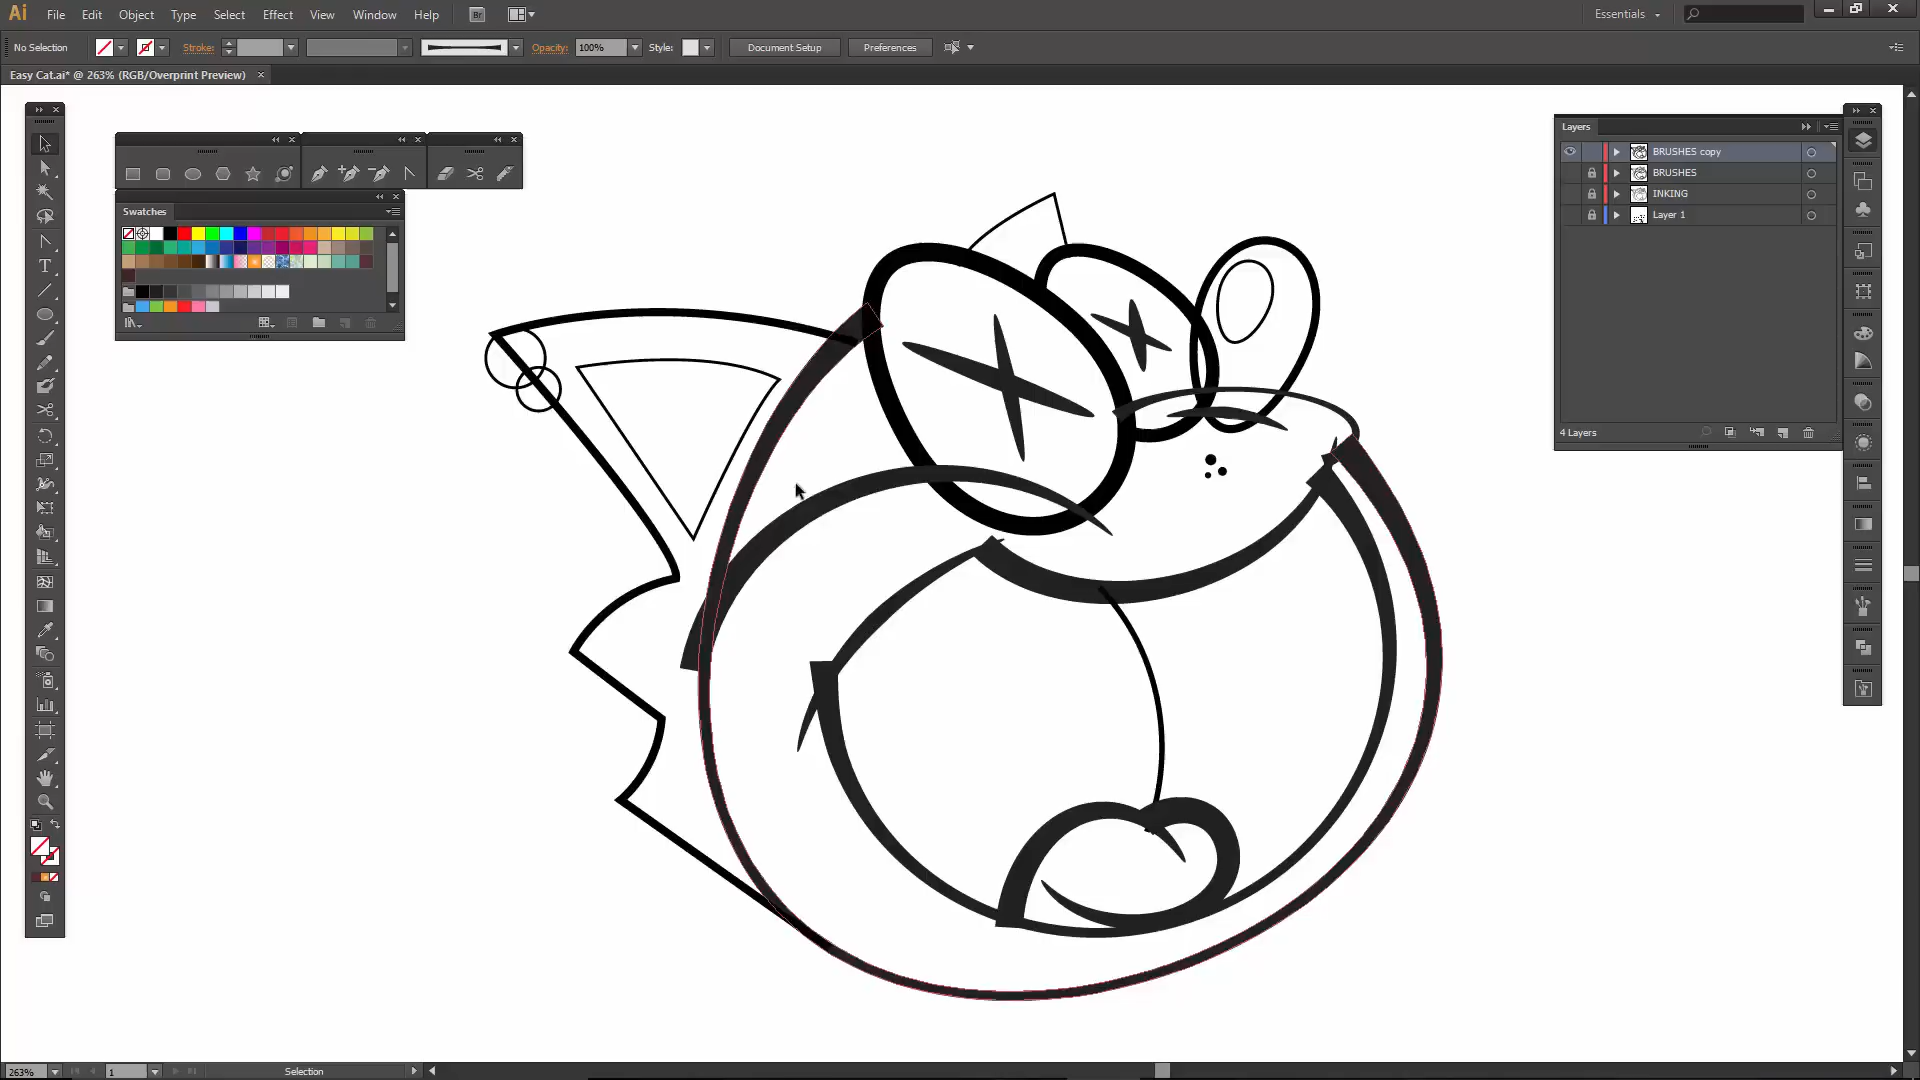 Ai File Edit Object Type Select Effect View Window Help Br Essentials
No Selection Stroke: Opacity: 100% Style: Document Setup Preferences
Easy Cat.ai* @ 263% (RGB/Overprint Preview)
Layers
BRUSHES copy
BRUSHES
INKING
Layer 1
4 Layers
Swatches
263% 1 Selection